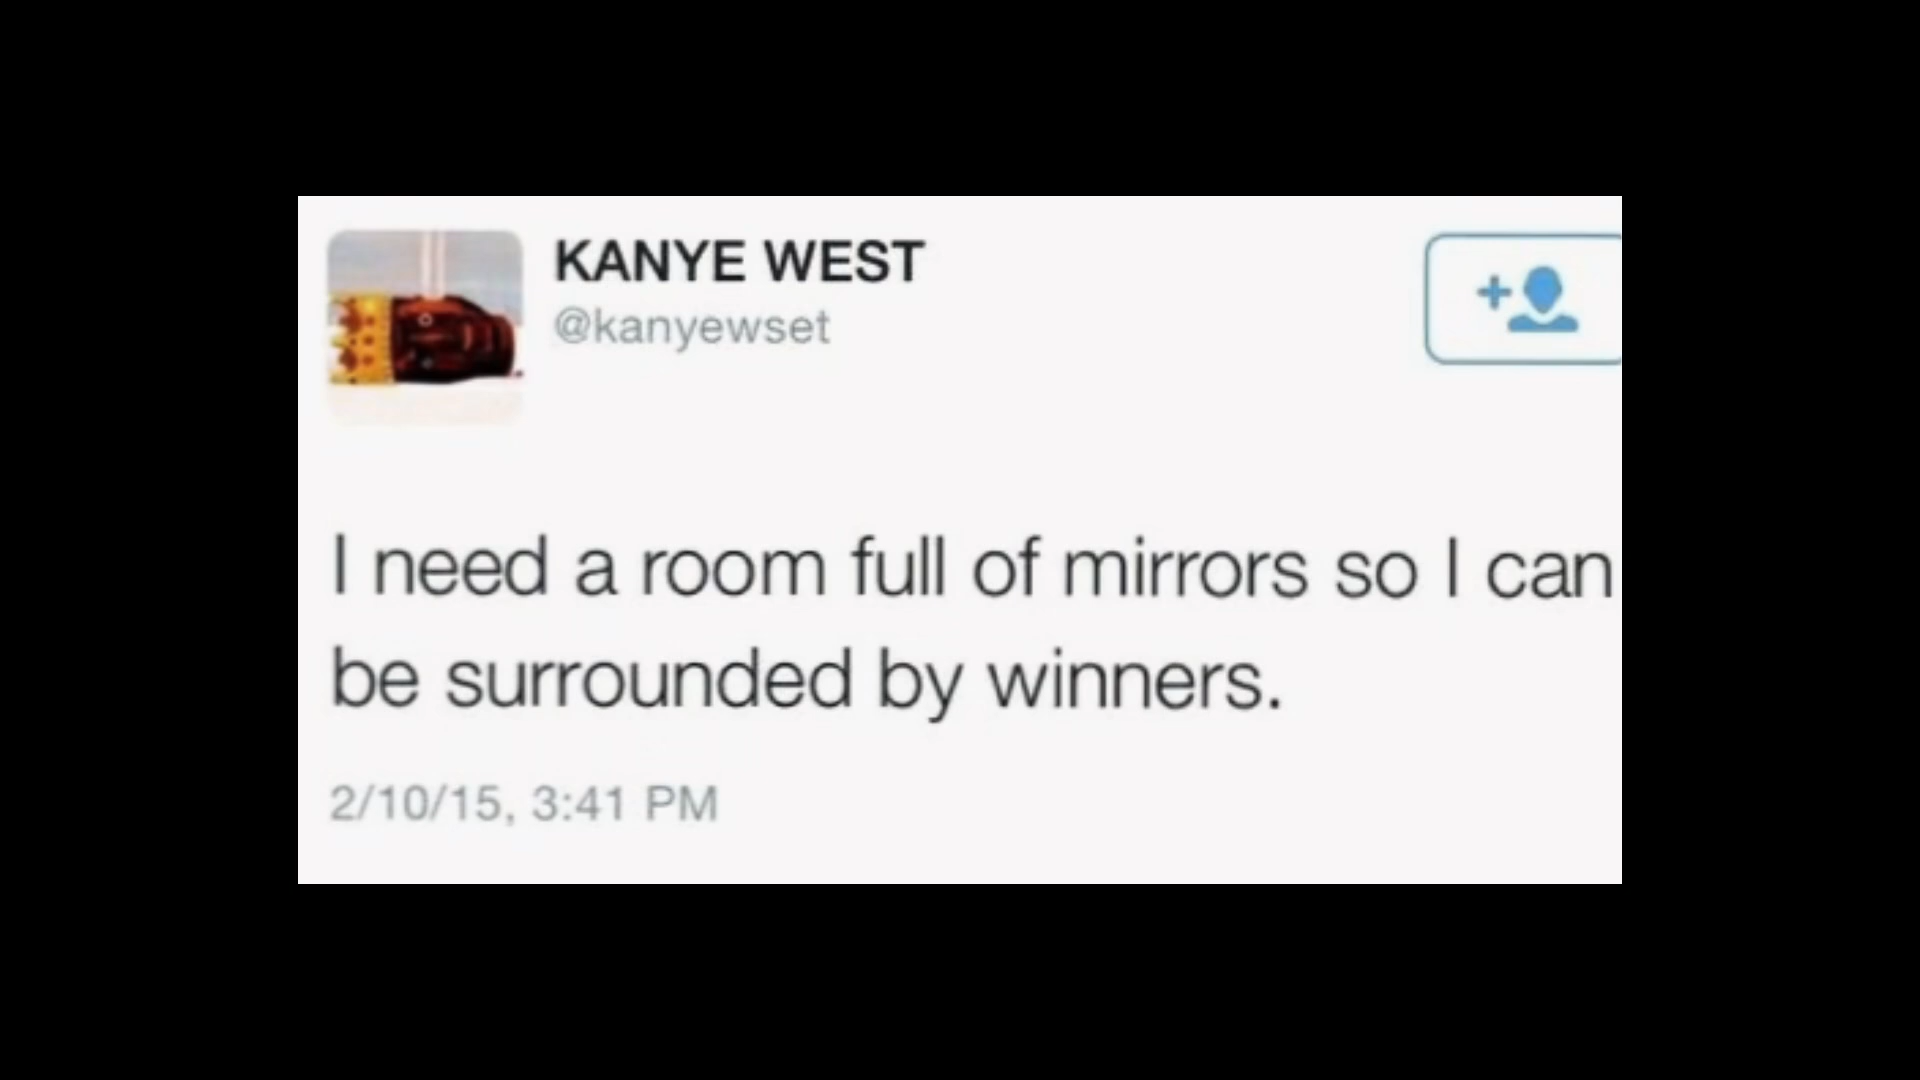 KANYE WEST
@kanyewset
I need a room full of mirrors so I can
be surrounded by winners.
2/10/15, 3:41 PM